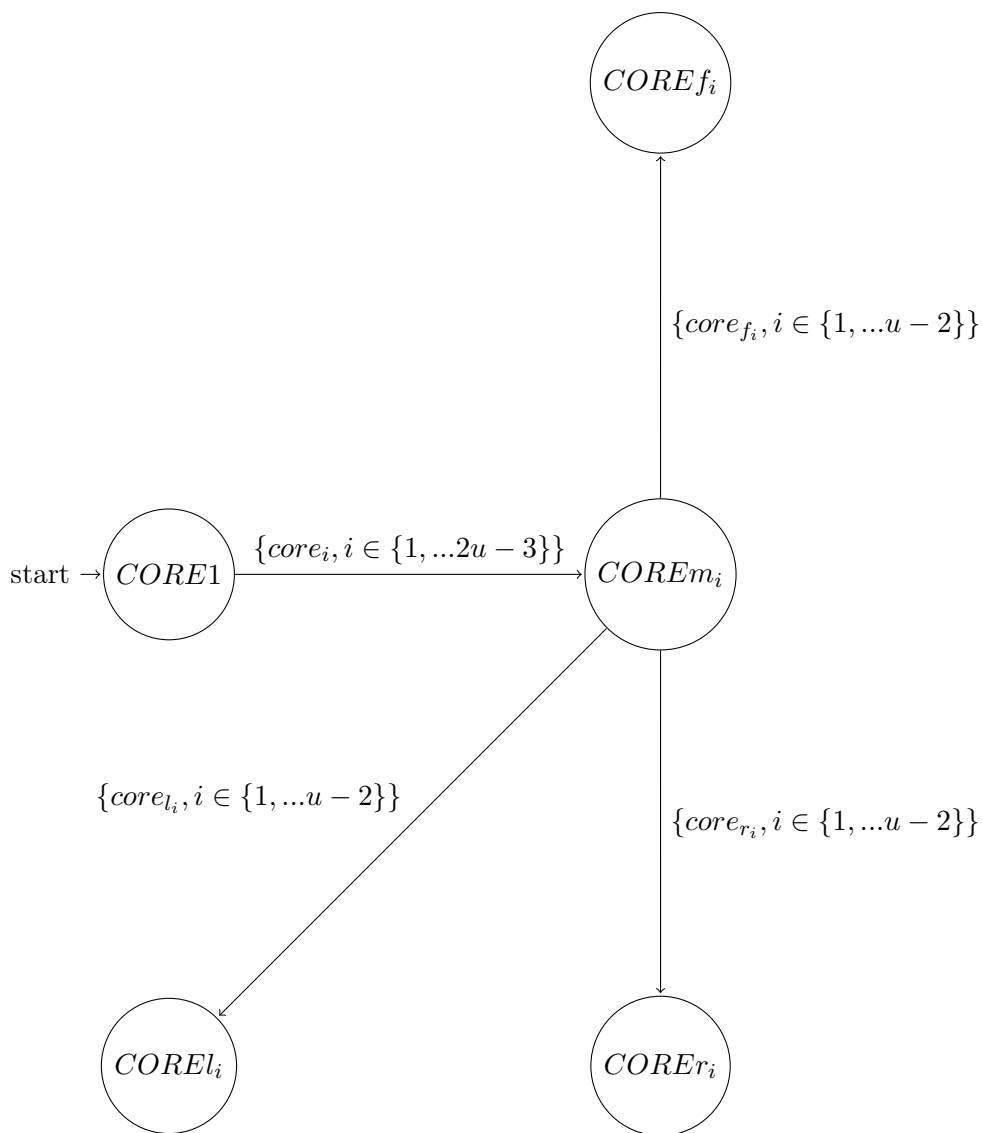 COREf_i
{core_{f_i}, i ∈ {1, ...u − 2}}
start
CORE1
{core_i, i ∈ {1, ...2u − 3}}
COREm_i
{core_{l_i}, i ∈ {1, ...u − 2}}
{core_{r_i}, i ∈ {1, ...u − 2}}
COREl_i
COREr_i